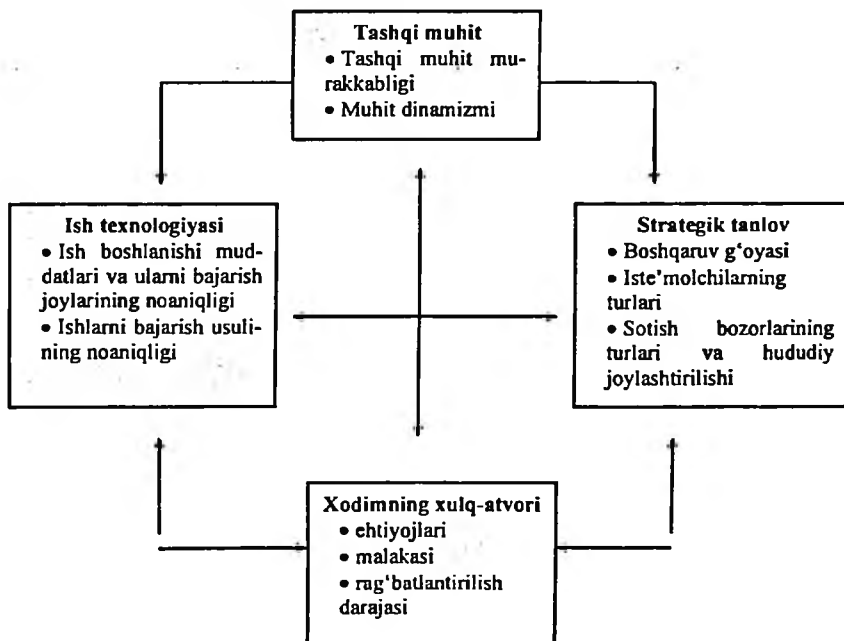 Tashqi muhit
• Tashqi muhit mu-
rakkabligi
• Muhit dinamizmi
Ish texnologiyasi
• Ish boshlanishi mud-
datlari va ularni bajarish
joylarining noaniqligi
• Ishlarni bajarish usuli-
ning noaniqligi
Strategik tanlov
• Boshqaruv g‘oyasi
• Iste’molchilarning
turlari
• Sotish bozorlarining
turlari va hududiy
joylashtirilishi
Xodimning xulq-atvori
• ehtiyojlari
• malakasi
• rag‘batlantirilish
darajasi